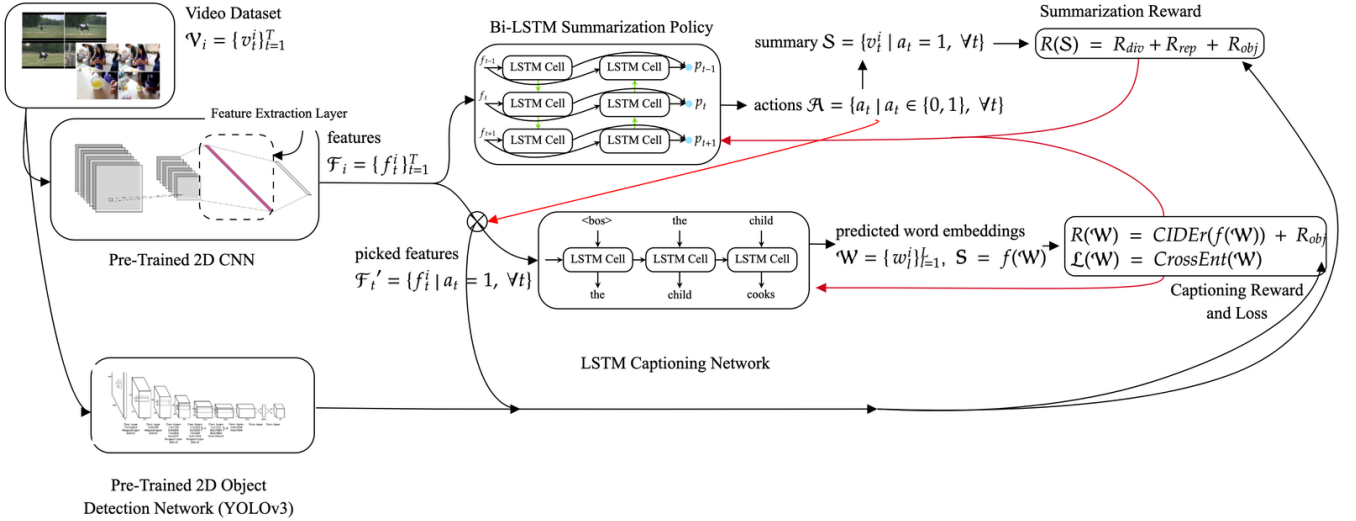 Video Dataset
𝒱ᵢ = {vₜⁱ}ₜ₌₁ᵀ
Feature Extraction Layer
Pre-Trained 2D CNN
features
ℱᵢ = {fₜⁱ}ₜ₌₁ᵀ
Bi-LSTM Summarization Policy
fₜ₋₁ LSTM Cell LSTM Cell pₜ₋₁
fₜ LSTM Cell LSTM Cell pₜ
fₜ₊₁ LSTM Cell LSTM Cell pₜ₊₁
summary 𝒮 = {vₜⁱ | aₜ = 1, ∀t}
actions 𝒜 = {aₜ | aₜ ∈ {0, 1}, ∀t}
Summarization Reward
R(𝒮) = R_div + R_rep + R_obj
picked features
ℱₜ′ = {fₜⁱ | aₜ = 1, ∀t}
<bos> the child
LSTM Cell LSTM Cell LSTM Cell
the child cooks
LSTM Captioning Network
predicted word embeddings
𝒲 = {wₗⁱ}ₗ₌₁ᴸ, S = f(𝒲)
R(𝒲) = CIDEr(f(𝒲)) + R_obj
ℒ(𝒲) = CrossEnt(𝒲)
Captioning Reward
and Loss
Pre-Trained 2D Object
Detection Network (YOLOv3)